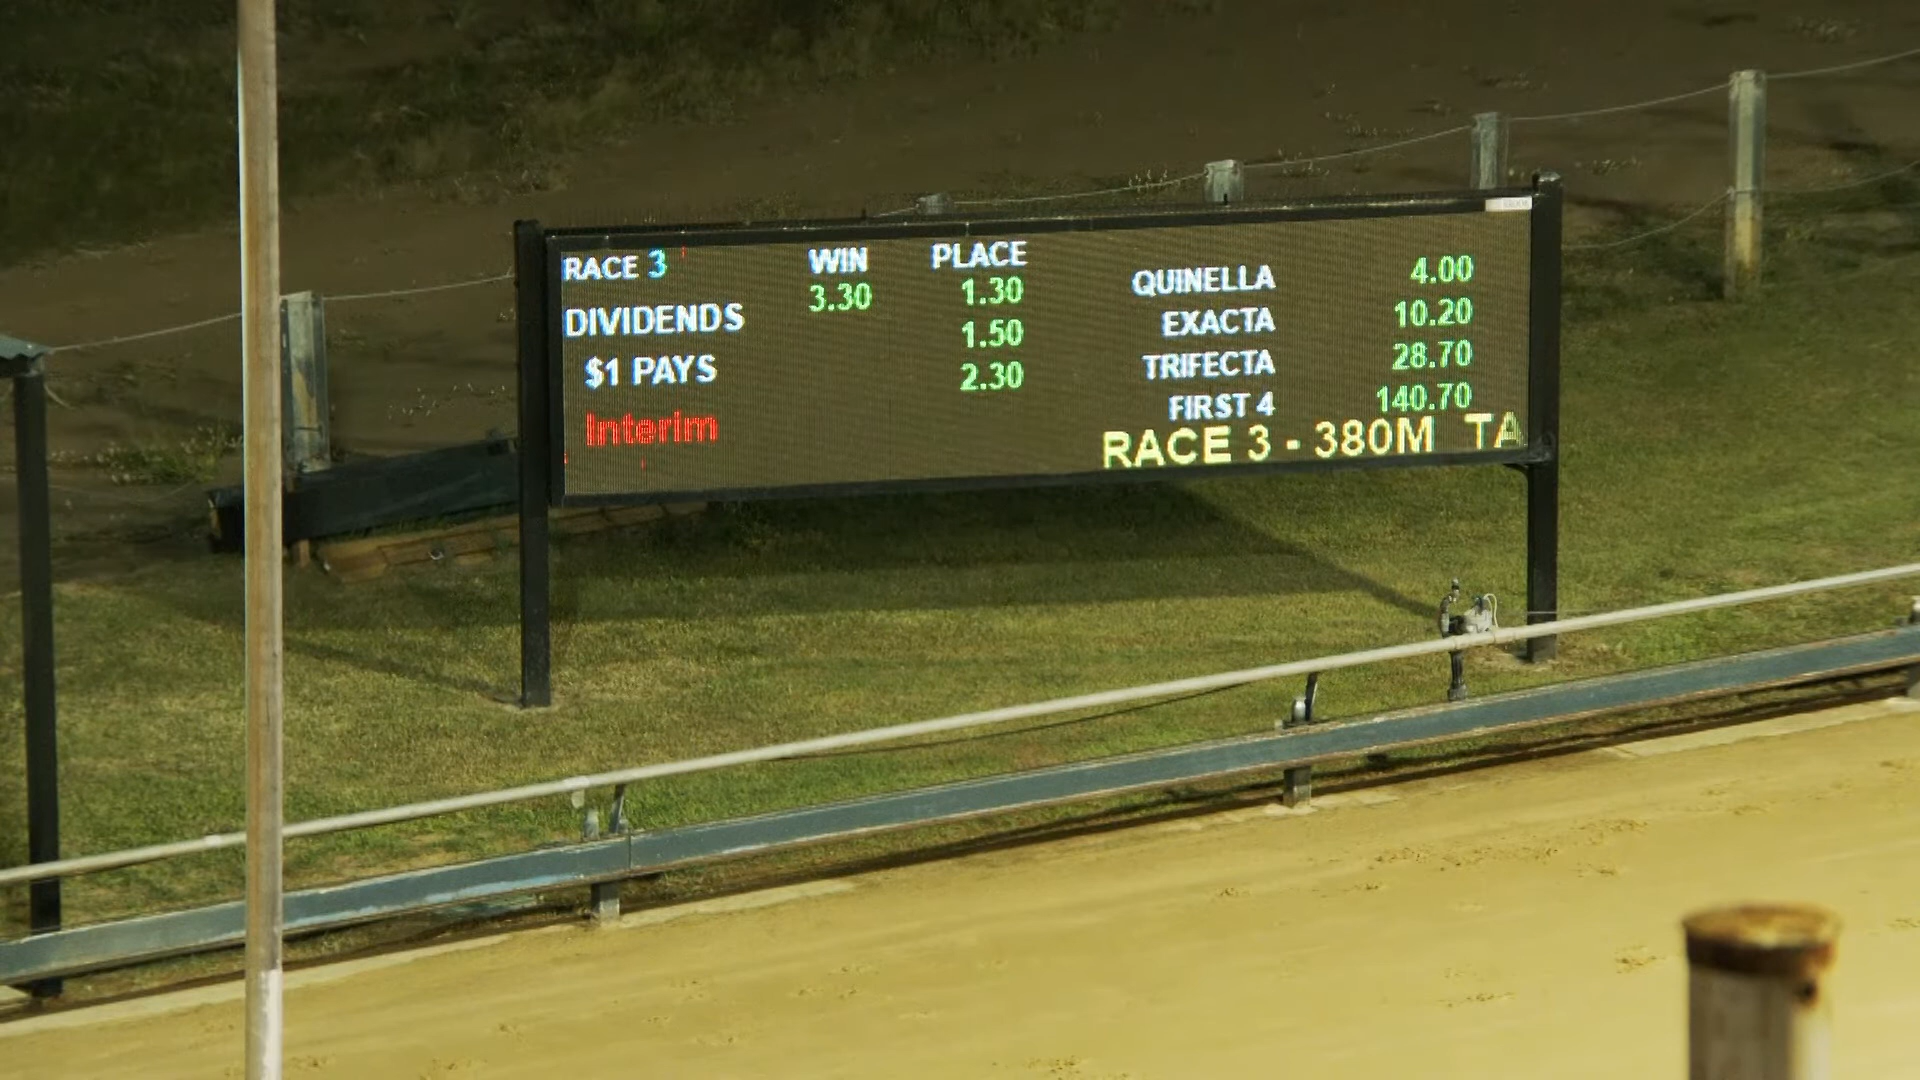 RACE 3 WIN PLACE
3.30 1.30
DIVIDENDS 1.50
$1 PAYS 2.30
Interim
QUINELLA 4.00
EXACTA 10.20
TRIFECTA 28.70
FIRST 4 140.70
RACE 3 - 380M TA